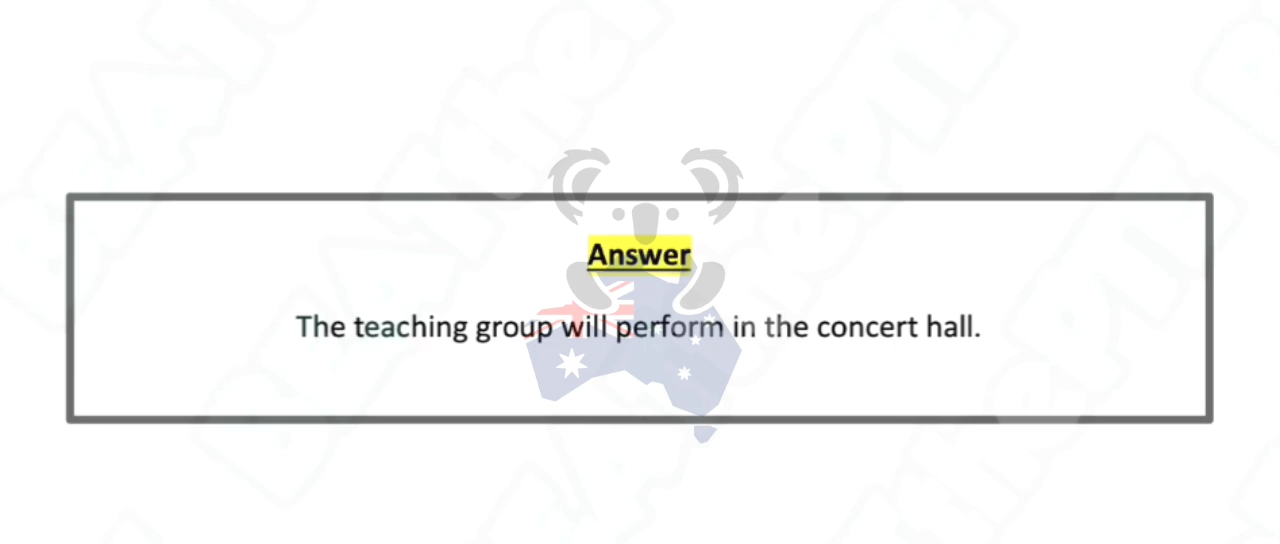 Answer
The teaching group will perform in the concert hall.